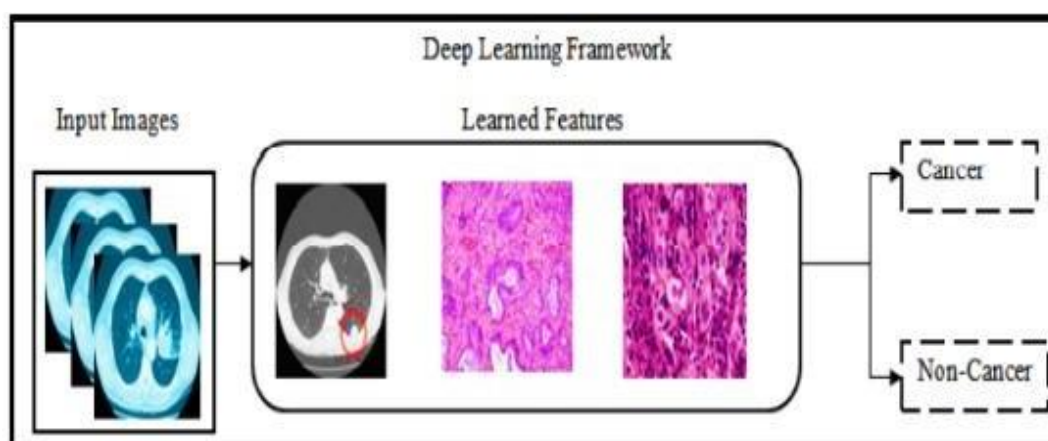 Deep Learning Framework
Input Images
Learned Features
Cancer
Non-Cancer